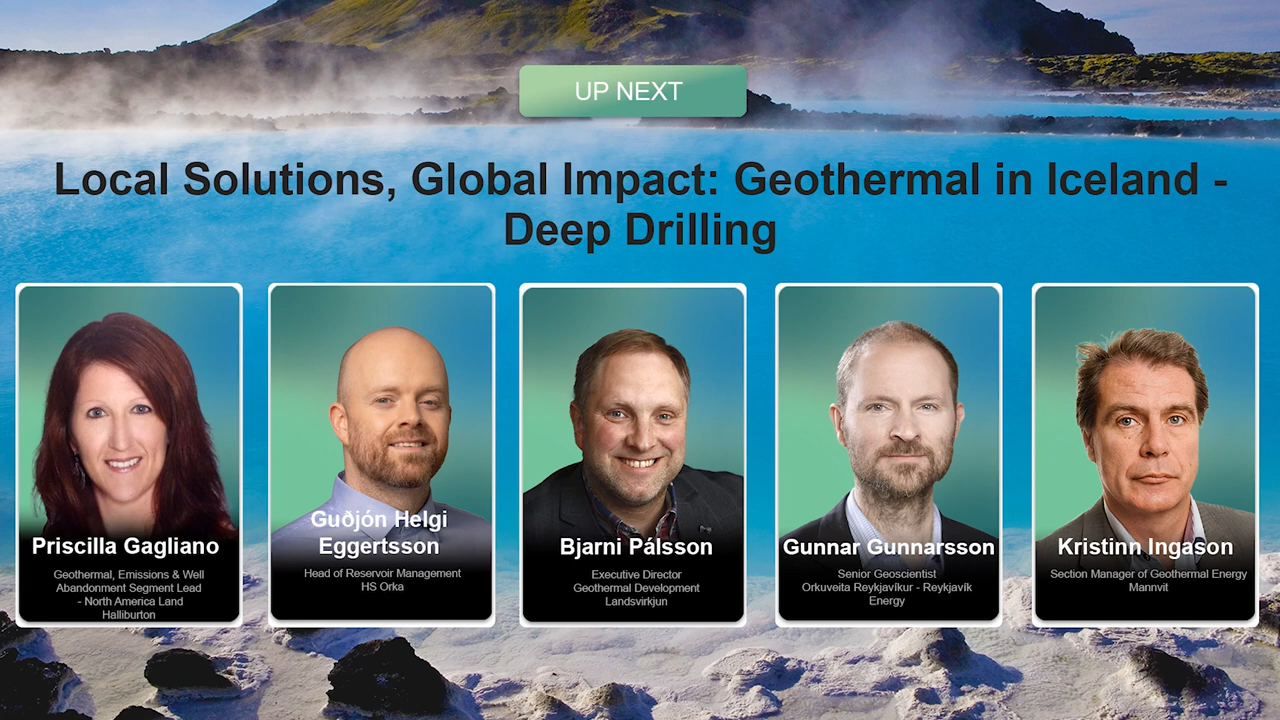 UP NEXT
Local Solutions, Global Impact: Geothermal in Iceland -
Deep Drilling
Priscilla Gagliano
Geothermal, Emissions & Well
Abandonment Segment Lead
- North America Land
Halliburton
Guðjón Helgi
Eggertsson
Head of Reservoir Management
HS Orka
Bjarni Pálsson
Executive Director
Geothermal Development
Landsvirkjun
Gunnar Gunnarsson
Senior Geoscientist
Orkuveita Reykjavíkur - Reykjavík
Energy
Kristinn Ingason
Section Manager of Geothermal Energy
Mannvit